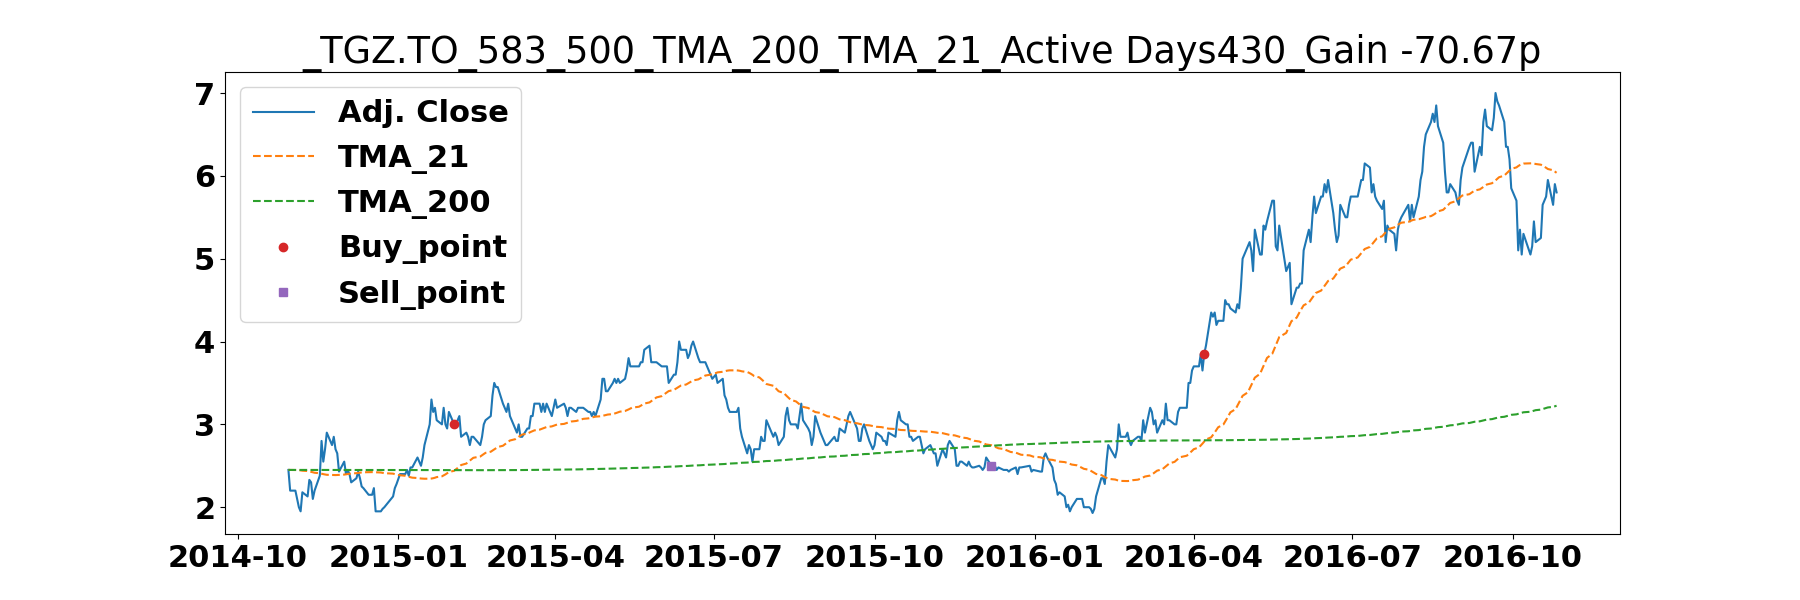 _TGZ.TO_583_500_TMA_200_TMA_21_Active Days430_Gain -70.67p
7
6
5
4
3
2
Adj. Close
TMA_21
TMA_200
Buy_point
Sell_point
2014-10 2015-01 2015-04 2015-07 2015-10 2016-01 2016-04 2016-07 2016-10